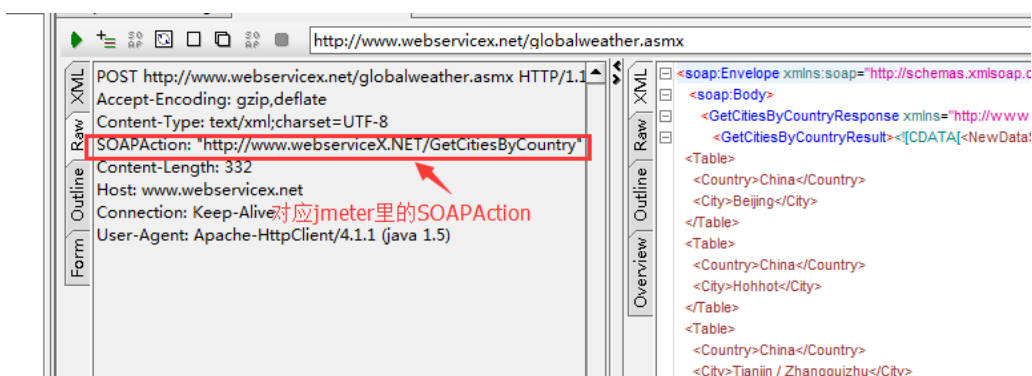 http://www.webservicex.net/globalweather.asmx
XML
Raw
Outline
Form
POST http://www.webservicex.net/globalweather.asmx HTTP/1.1
Accept-Encoding: gzip,deflate
Content-Type: text/xml;charset=UTF-8
SOAPAction: "http://www.webserviceX.NET/GetCitiesByCountry"
Content-Length: 332
Host: www.webservicex.net
Connection: Keep-Alive
对应jmeter里的SOAPAction
User-Agent: Apache-HttpClient/4.1.1 (java 1.5)
XML
Raw
Outline
Overview
<soap:Envelope xmlns:soap="http://schemas.xmlsoap.o
<soap:Body>
<GetCitiesByCountryResponse xmlns="http://www
<GetCitiesByCountryResult><![CDATA[<NewDataS
<Table>
<Country>China</Country>
<City>Beijing</City>
</Table>
<Table>
<Country>China</Country>
<City>Hohhot</City>
</Table>
<Table>
<Country>China</Country>
<City>Tianjin / Zhangguizhu</City>